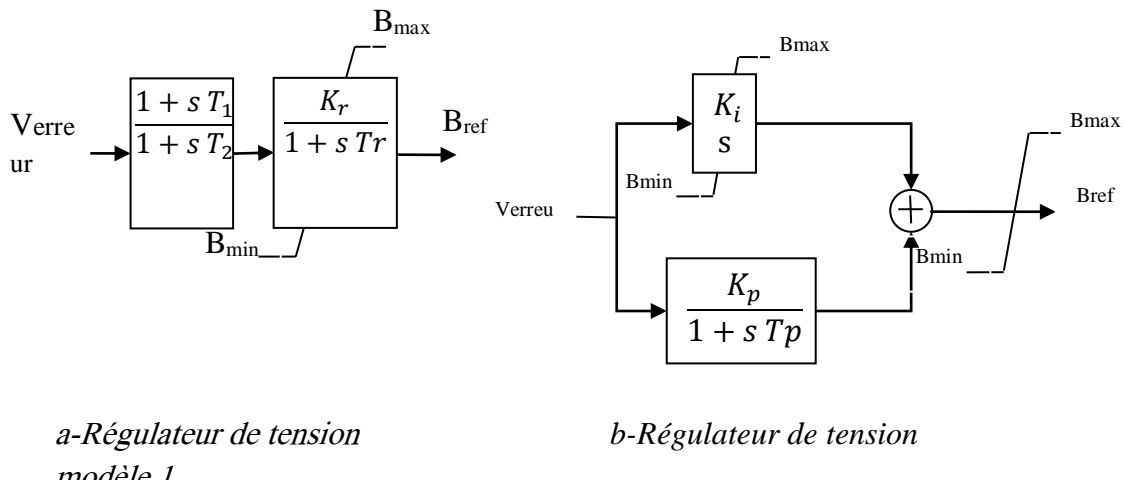 Bmax
1 + s T1
1 + s T2
Kr
1 + s Tr
Verre
ur
Bref
Bmin
Bmax
Ki
s
Bmin
Verreu
+
Bmax
Bref
Bmin
Kp
1 + s Tp
a-Régulateur de tension
modèle 1
b-Régulateur de tension